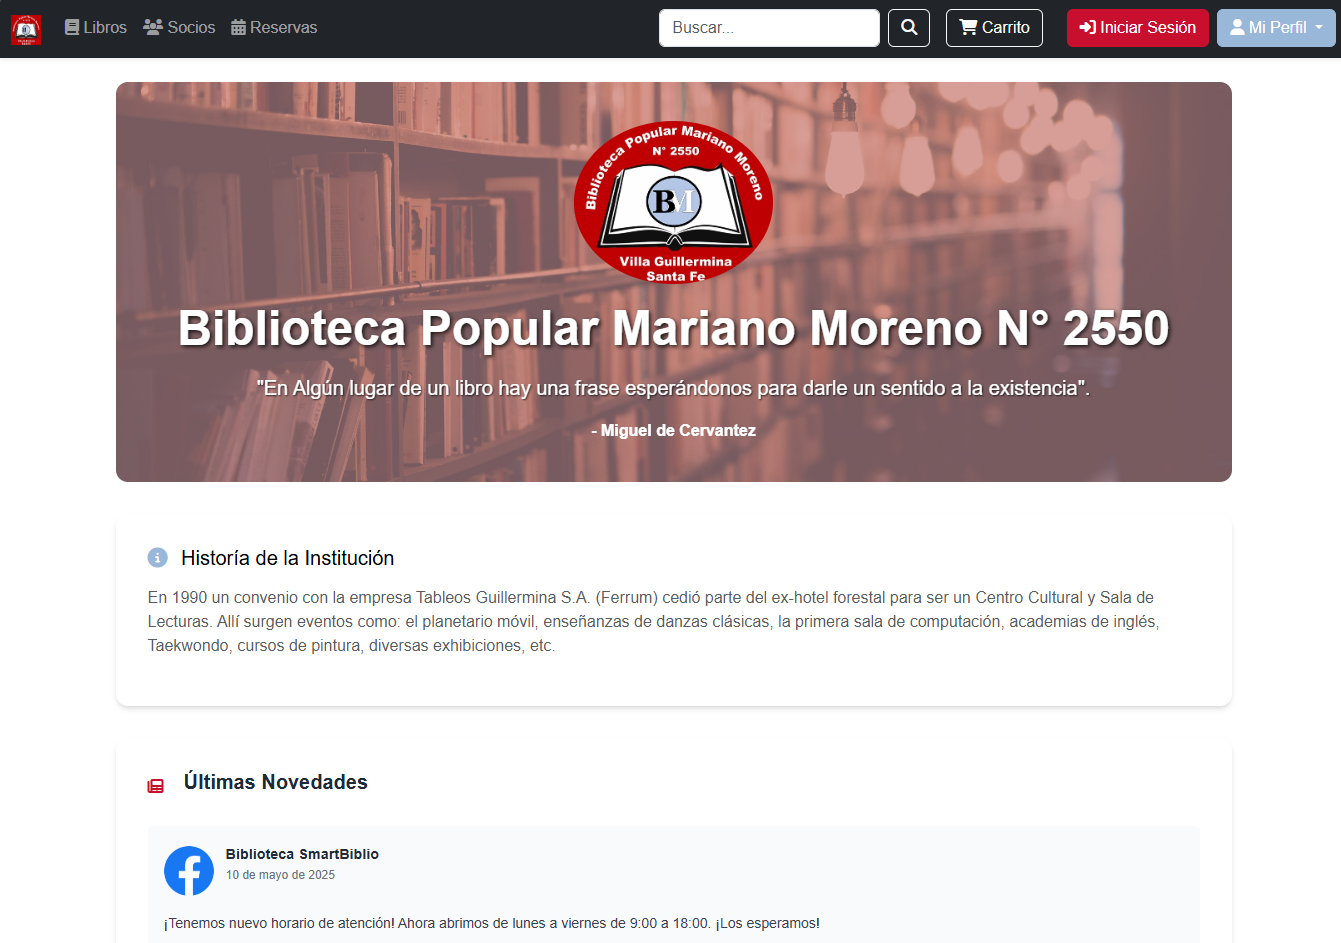 Libros Socios Reservas Buscar... Carrito Iniciar Sesión Mi Perfil
Biblioteca Popular Mariano Moreno
N° 2550
BM
Villa Guillermina
Santa Fe
Biblioteca Popular Mariano Moreno N° 2550
"En Algún lugar de un libro hay una frase esperándonos para darle un sentido a la existencia".
- Miguel de Cervantez
Historía de la Institución
En 1990 un convenio con la empresa Tableos Guillermina S.A. (Ferrum) cedió parte del ex-hotel forestal para ser un Centro Cultural y Sala de
Lecturas. Allí surgen eventos como: el planetario móvil, enseñanzas de danzas clásicas, la primera sala de computación, academias de inglés,
Taekwondo, cursos de pintura, diversas exhibiciones, etc.
Últimas Novedades
Biblioteca SmartBiblio
10 de mayo de 2025
¡Tenemos nuevo horario de atención! Ahora abrimos de lunes a viernes de 9:00 a 18:00. ¡Los esperamos!